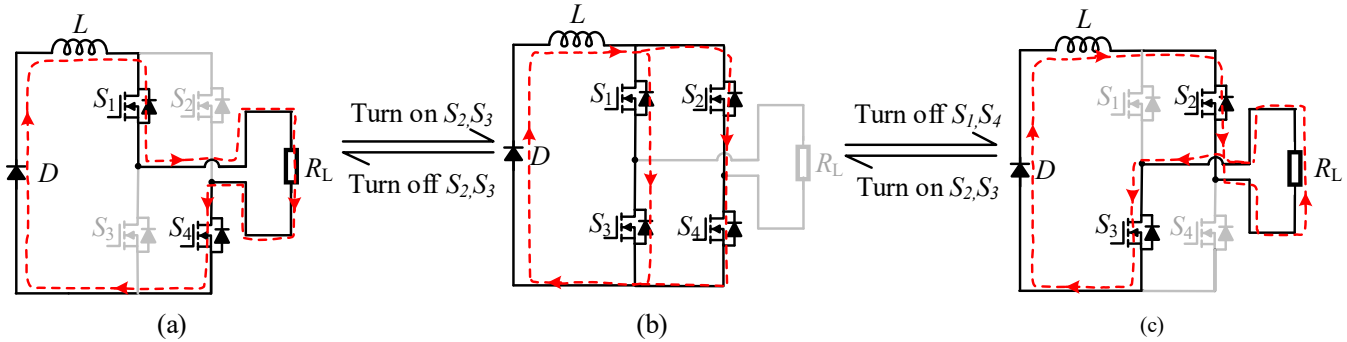 L
S1
S2
D
RL
S3
S4
(a)
Turn on S2,S3
Turn off S2,S3
L
S1
S2
D
RL
S3
S4
(b)
Turn off S1,S4
Turn on S2,S3
L
S1
S2
D
RL
S3
S4
(c)